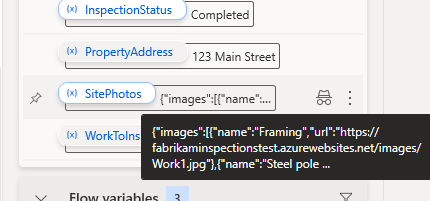 {x} InspectionStatus Completed
{x} PropertyAddress 123 Main Street
{x} SitePhotos {"images":[{"name":...
{"images":[{"name":"Framing","url":"https://
fabrikaminspectionstest.azurewebsites.net/images/
Work1.jpg"},{"name":"Steel pole ...
{x} WorkToIns
Flow variables 3